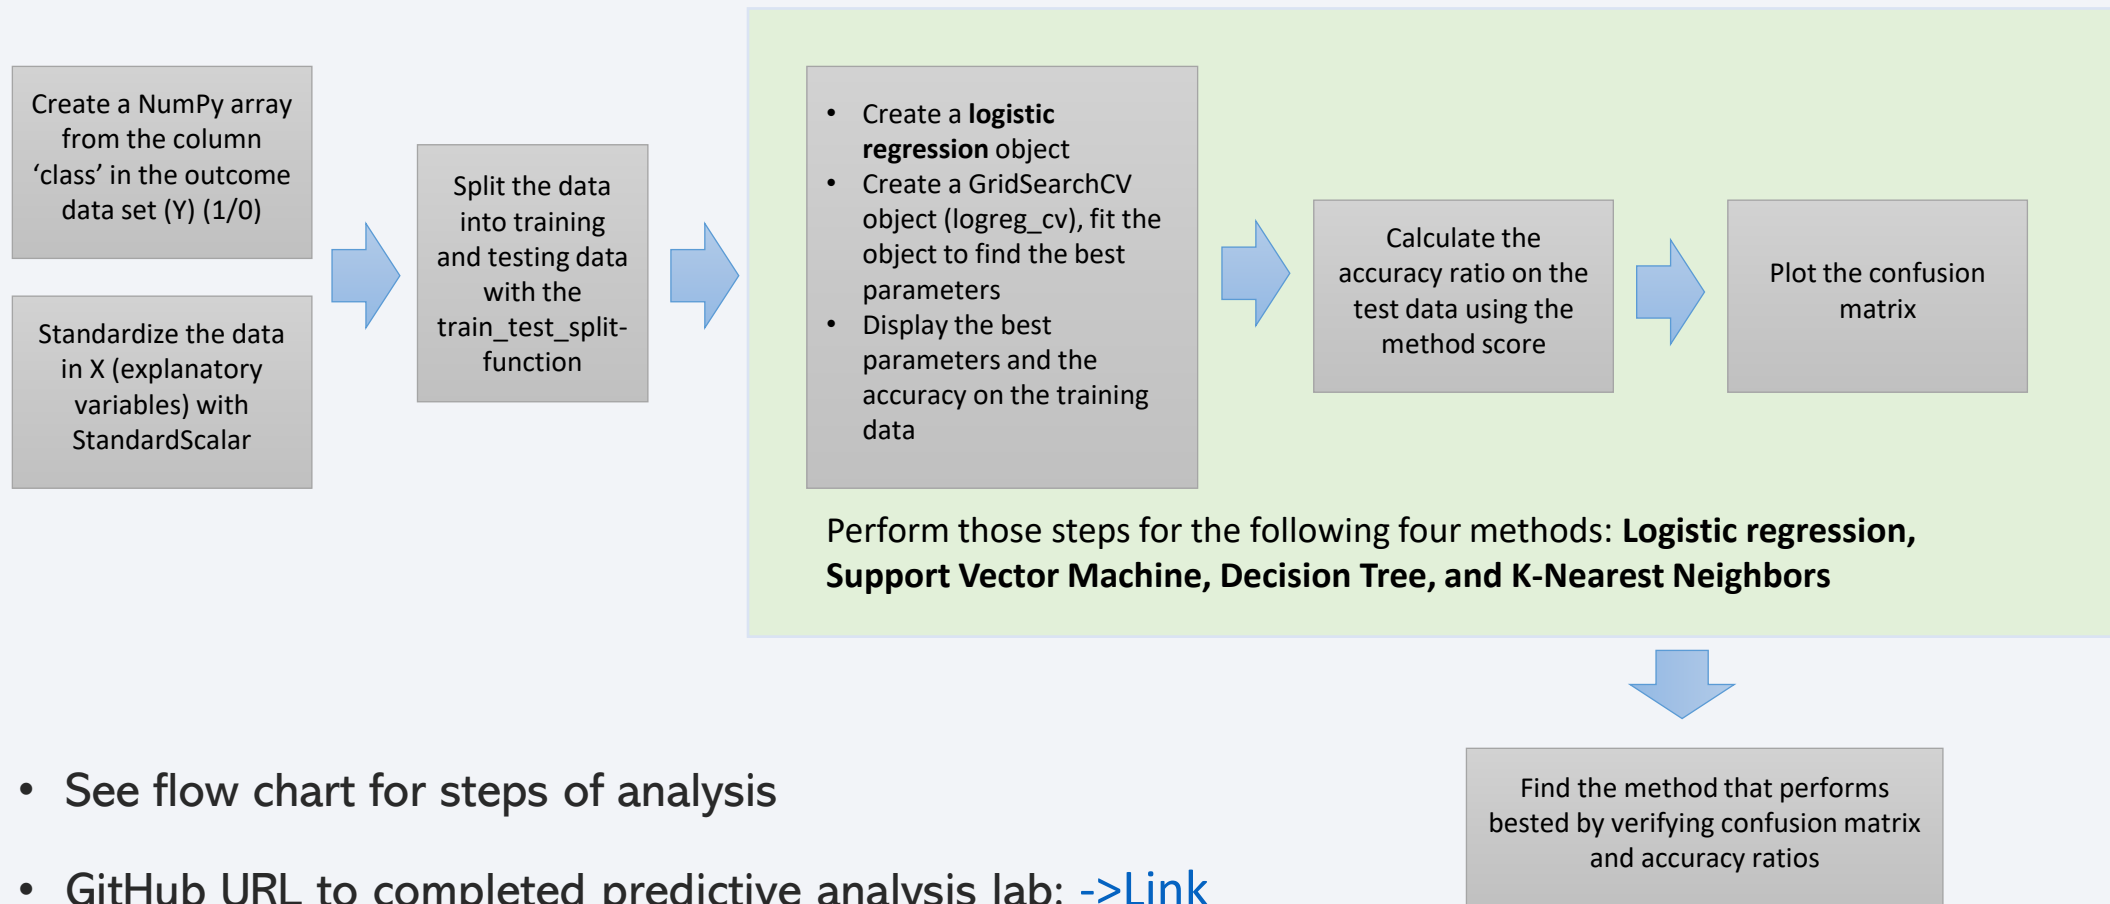 Create a NumPy array
from the column
‘class’ in the outcome
data set (Y) (1/0)
Standardize the data
in X (explanatory
variables) with
StandardScalar
Split the data
into training
and testing data
with the
train_test_split-
function
• Create a logistic
regression object
• Create a GridSearchCV
object (logreg_cv), fit the
object to find the best
parameters
• Display the best
parameters and the
accuracy on the training
data
Calculate the
accuracy ratio on the
test data using the
method score
Plot the confusion
matrix
Perform those steps for the following four methods: Logistic regression,
Support Vector Machine, Decision Tree, and K-Nearest Neighbors
Find the method that performs
bested by verifying confusion matrix
and accuracy ratios
• See flow chart for steps of analysis
• GitHub URL to completed predictive analysis lab: ->Link